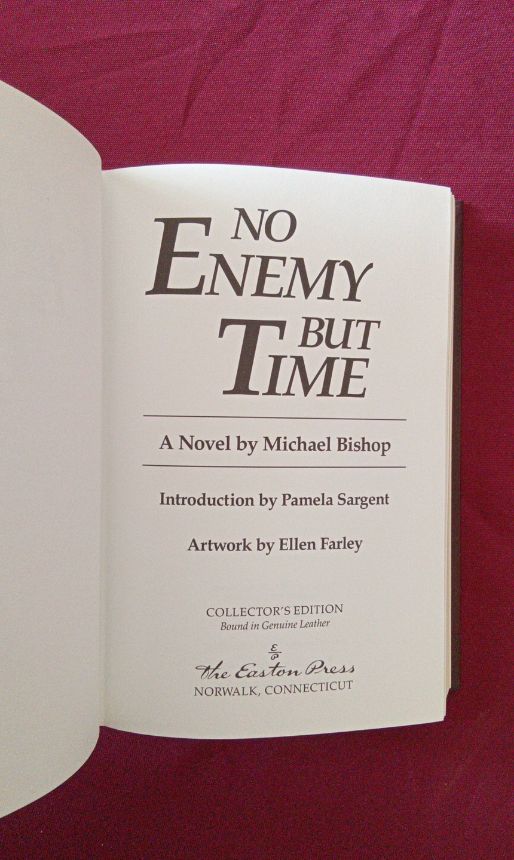 NO
ENEMY
BUT
TIME
A Novel by Michael Bishop
Introduction by Pamela Sargent
Artwork by Ellen Farley
COLLECTOR'S EDITION
Bound in Genuine Leather
E
P
The Easton Press
NORWALK, CONNECTICUT